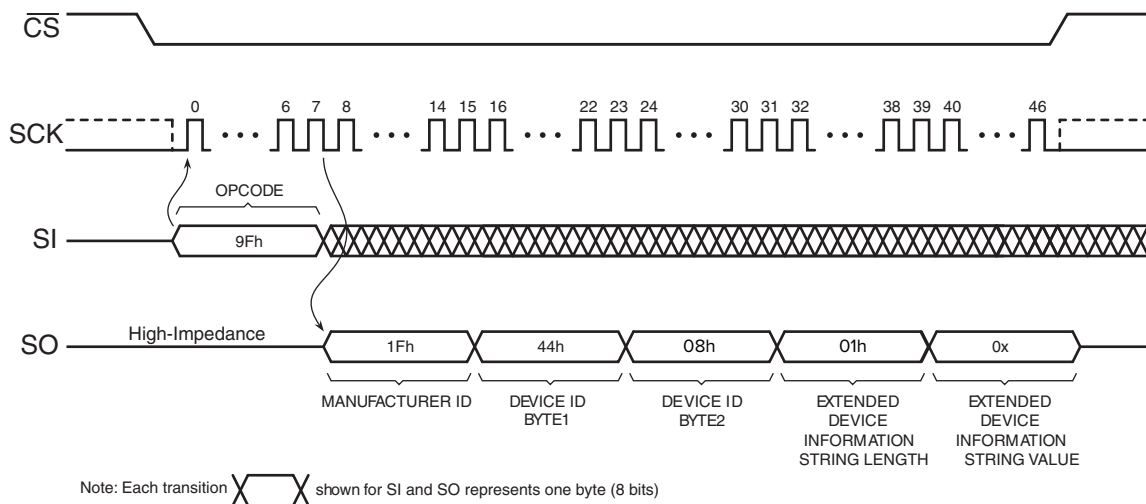 CS
0 6 7 8 14 15 16 22 23 24 30 31 32 38 39 40 46
SCK
OPCODE
SI
9Fh
High-Impedance
SO
1Fh 44h 08h 01h 0x
MANUFACTURER ID
DEVICE ID
BYTE1
DEVICE ID
BYTE2
EXTENDED
DEVICE
INFORMATION
STRING LENGTH
EXTENDED
DEVICE
INFORMATION
STRING VALUE
Note: Each transition shown for SI and SO represents one byte (8 bits)